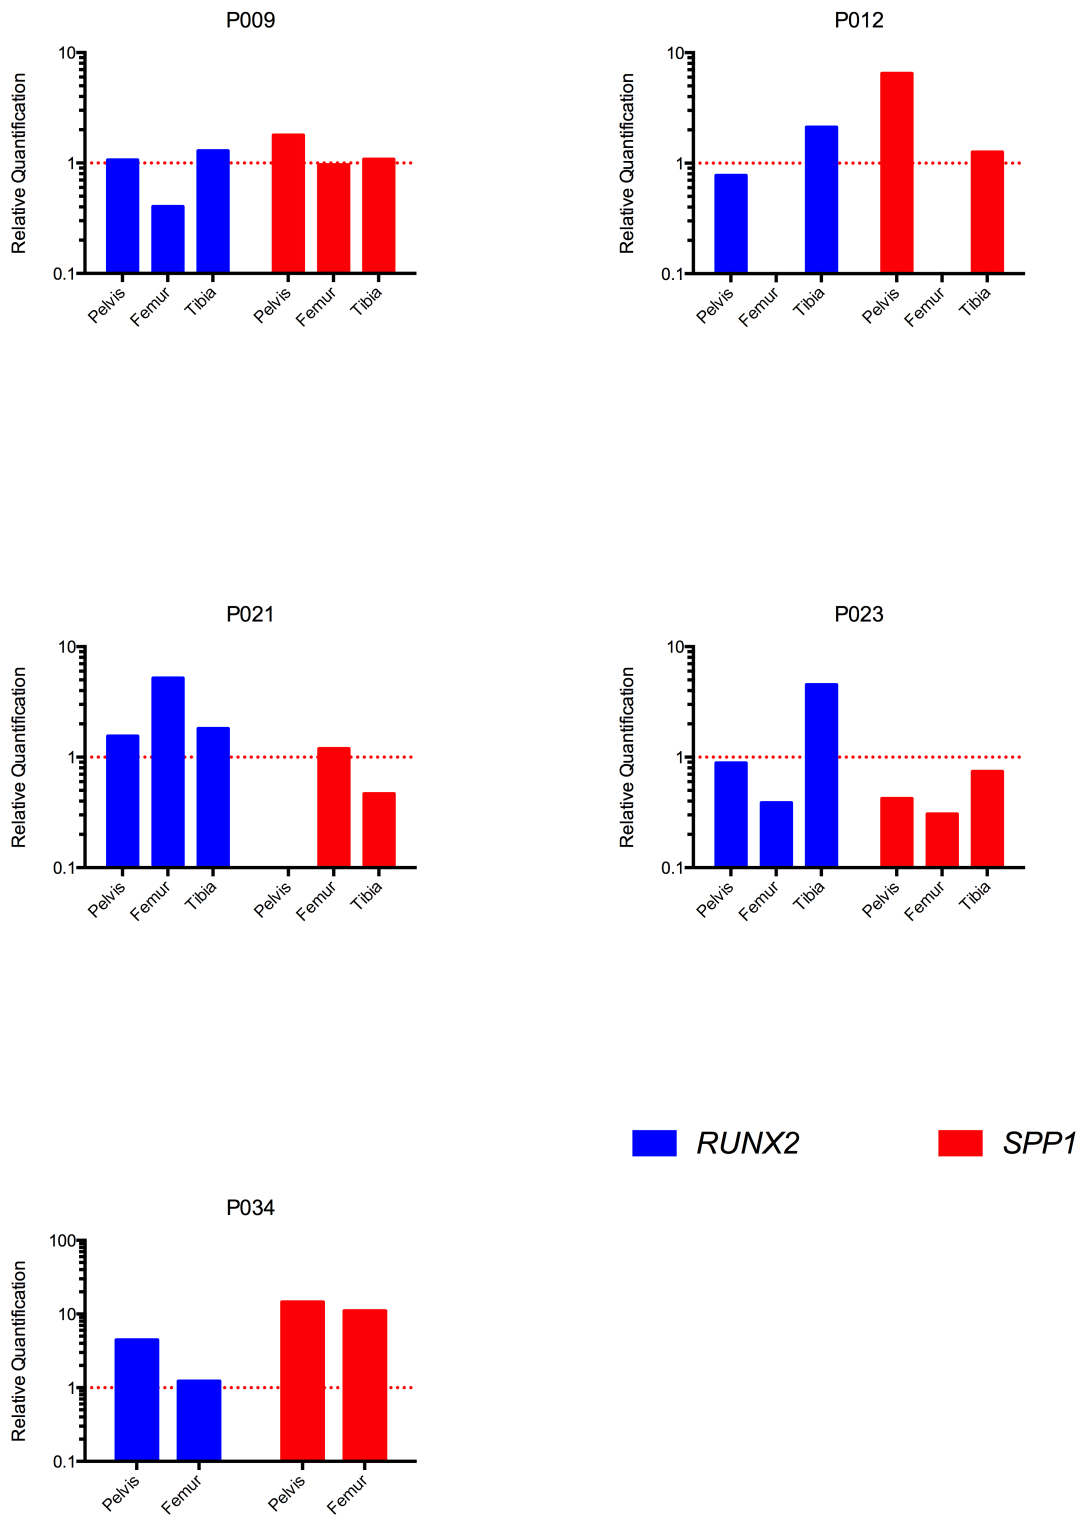 P009
Relative Quantification
10
1
0.1
Pelvis
Femur
Tibia
Pelvis
Femur
Tibia
P012
Relative Quantification
10
1
0.1
Pelvis
Femur
Tibia
Pelvis
Femur
Tibia
P021
Relative Quantification
10
1
0.1
Pelvis
Femur
Tibia
Pelvis
Femur
Tibia
P023
Relative Quantification
10
1
0.1
Pelvis
Femur
Tibia
Pelvis
Femur
Tibia
RUNX2
SPP1
P034
Relative Quantification
100
10
1
0.1
Pelvis
Femur
Pelvis
Femur